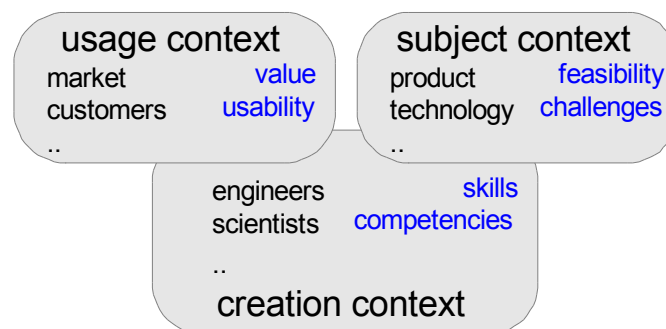 usage context
market value
customers usability
..
subject context
product feasibility
technology challenges
..
engineers skills
scientists competencies
..
creation context